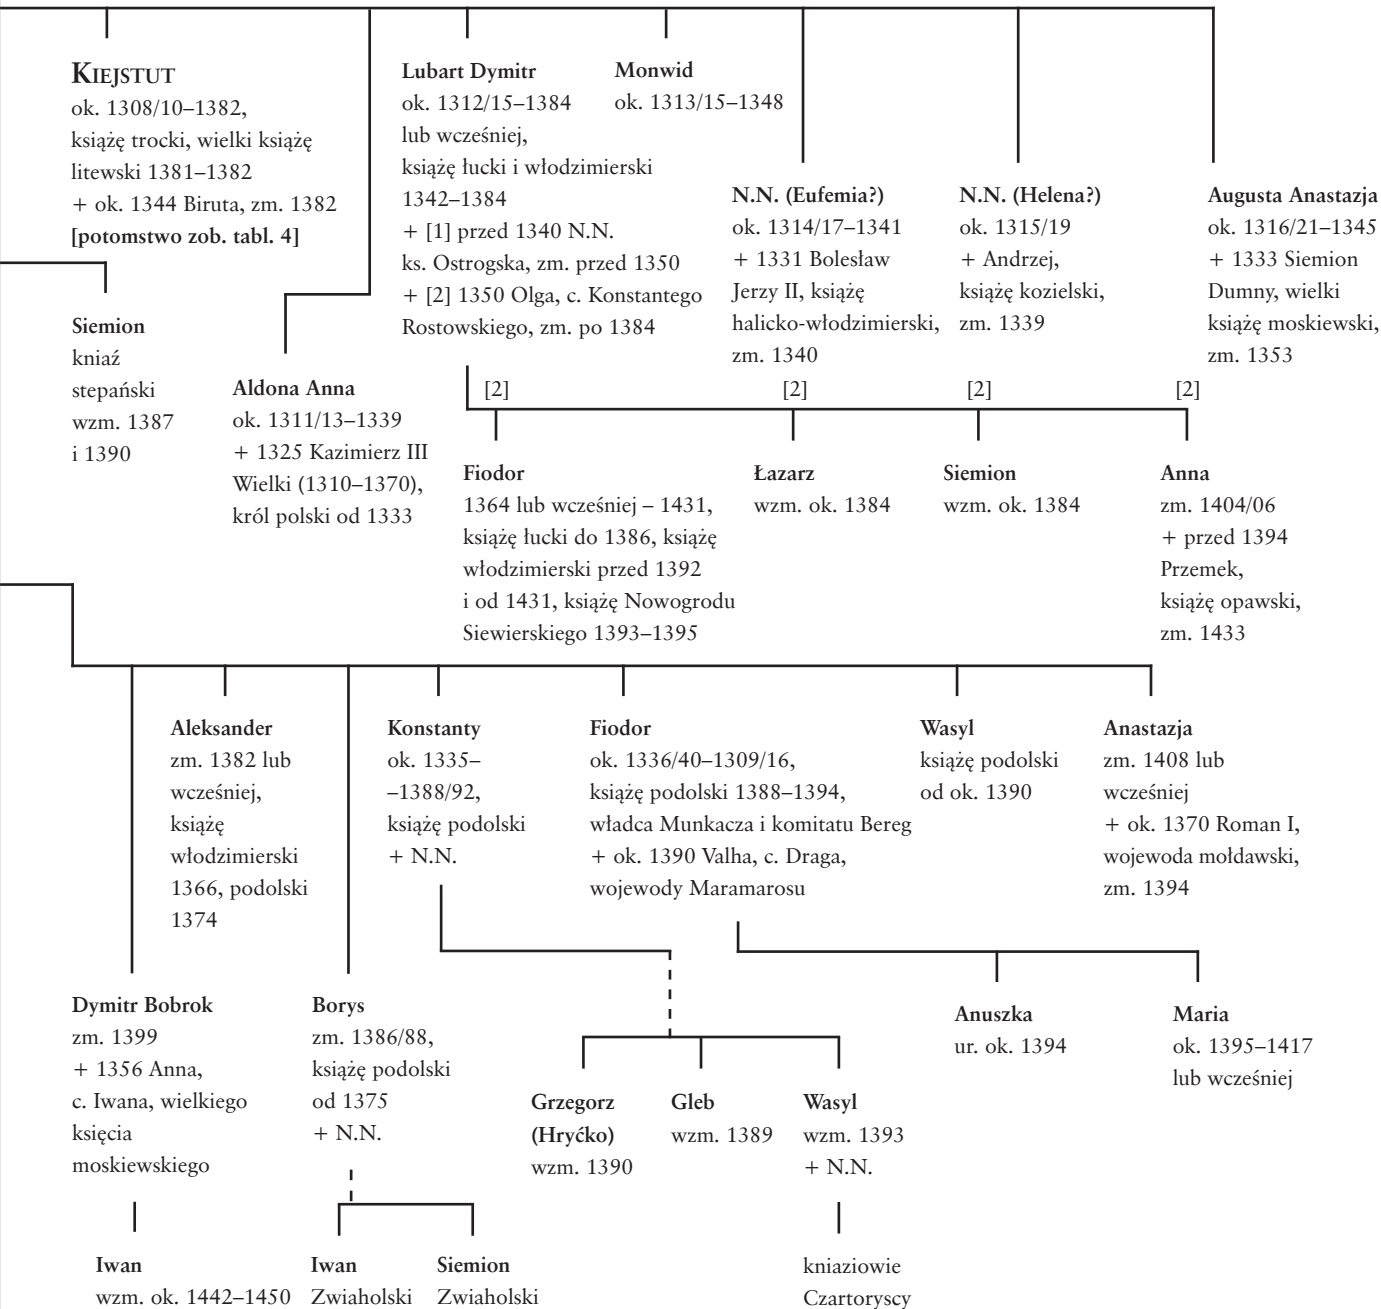 KIEJSTUT
ok. 1308/10–1382,
książę trocki, wielki książę
litewski 1381–1382
+ ok. 1344 Biruta, zm. 1382
[potomstwo zob. tabl. 4]
Lubart Dymitr
ok. 1312/15–1384
lub wcześniej,
książę łucki i włodzimierski
1342–1384
+ [1] przed 1340 N.N.
ks. Ostrogska, zm. przed 1350
+ [2] 1350 Olga, c. Konstantego
Rostowskiego, zm. po 1384
Monwid
ok. 1313/15–1348
N.N. (Eufemia?)
ok. 1314/17–1341
+ 1331 Bolesław
Jerzy II, książę
halicko-włodzimierski,
zm. 1340
N.N. (Helena?)
ok. 1315/19
+ Andrzej,
książę kozielski,
zm. 1339
Augusta Anastazja
ok. 1316/21–1345
+ 1333 Siemion
Dumny, wielki
książę moskiewski,
zm. 1353
Siemion
kniaź
stepański
wzm. 1387
i 1390
Aldona Anna
ok. 1311/13–1339
+ 1325 Kazimierz III
Wielki (1310–1370),
król polski od 1333
[2] [2] [2] [2]
Fiodor
1364 lub wcześniej – 1431,
książę łucki do 1386, książę
włodzimierski przed 1392
i od 1431, książę Nowogrodu
Siewierskiego 1393–1395
Łazarz
wzm. ok. 1384
Siemion
wzm. ok. 1384
Anna
zm. 1404/06
+ przed 1394
Przemek,
książę opawski,
zm. 1433
Aleksander
zm. 1382 lub
wcześniej,
książę
włodzimierski
1366, podolski
1374
Konstanty
ok. 1335–
–1388/92,
książę podolski
+ N.N.
Fiodor
ok. 1336/40–1309/16,
książę podolski 1388–1394,
władca Munkacza i komitatu Bereg
+ ok. 1390 Valha, c. Draga,
wojewody Maramarosu
Wasyl
książę podolski
od ok. 1390
Anastazja
zm. 1408 lub
wcześniej
+ ok. 1370 Roman I,
wojewoda mołdawski,
zm. 1394
Dymitr Bobrok
zm. 1399
+ 1356 Anna,
c. Iwana, wielkiego
księcia
moskiewskiego
Borys
zm. 1386/88,
książę podolski
od 1375
+ N.N.
Grzegorz
(Hryćko)
wzm. 1390
Gleb
wzm. 1389
Wasyl
wzm. 1393
+ N.N.
Anuszka
ur. ok. 1394
Maria
ok. 1395–1417
lub wcześniej
Iwan
wzm. ok. 1442–1450
Iwan
Zwiaholski
Siemion
Zwiaholski
kniaziowie
Czartoryscy